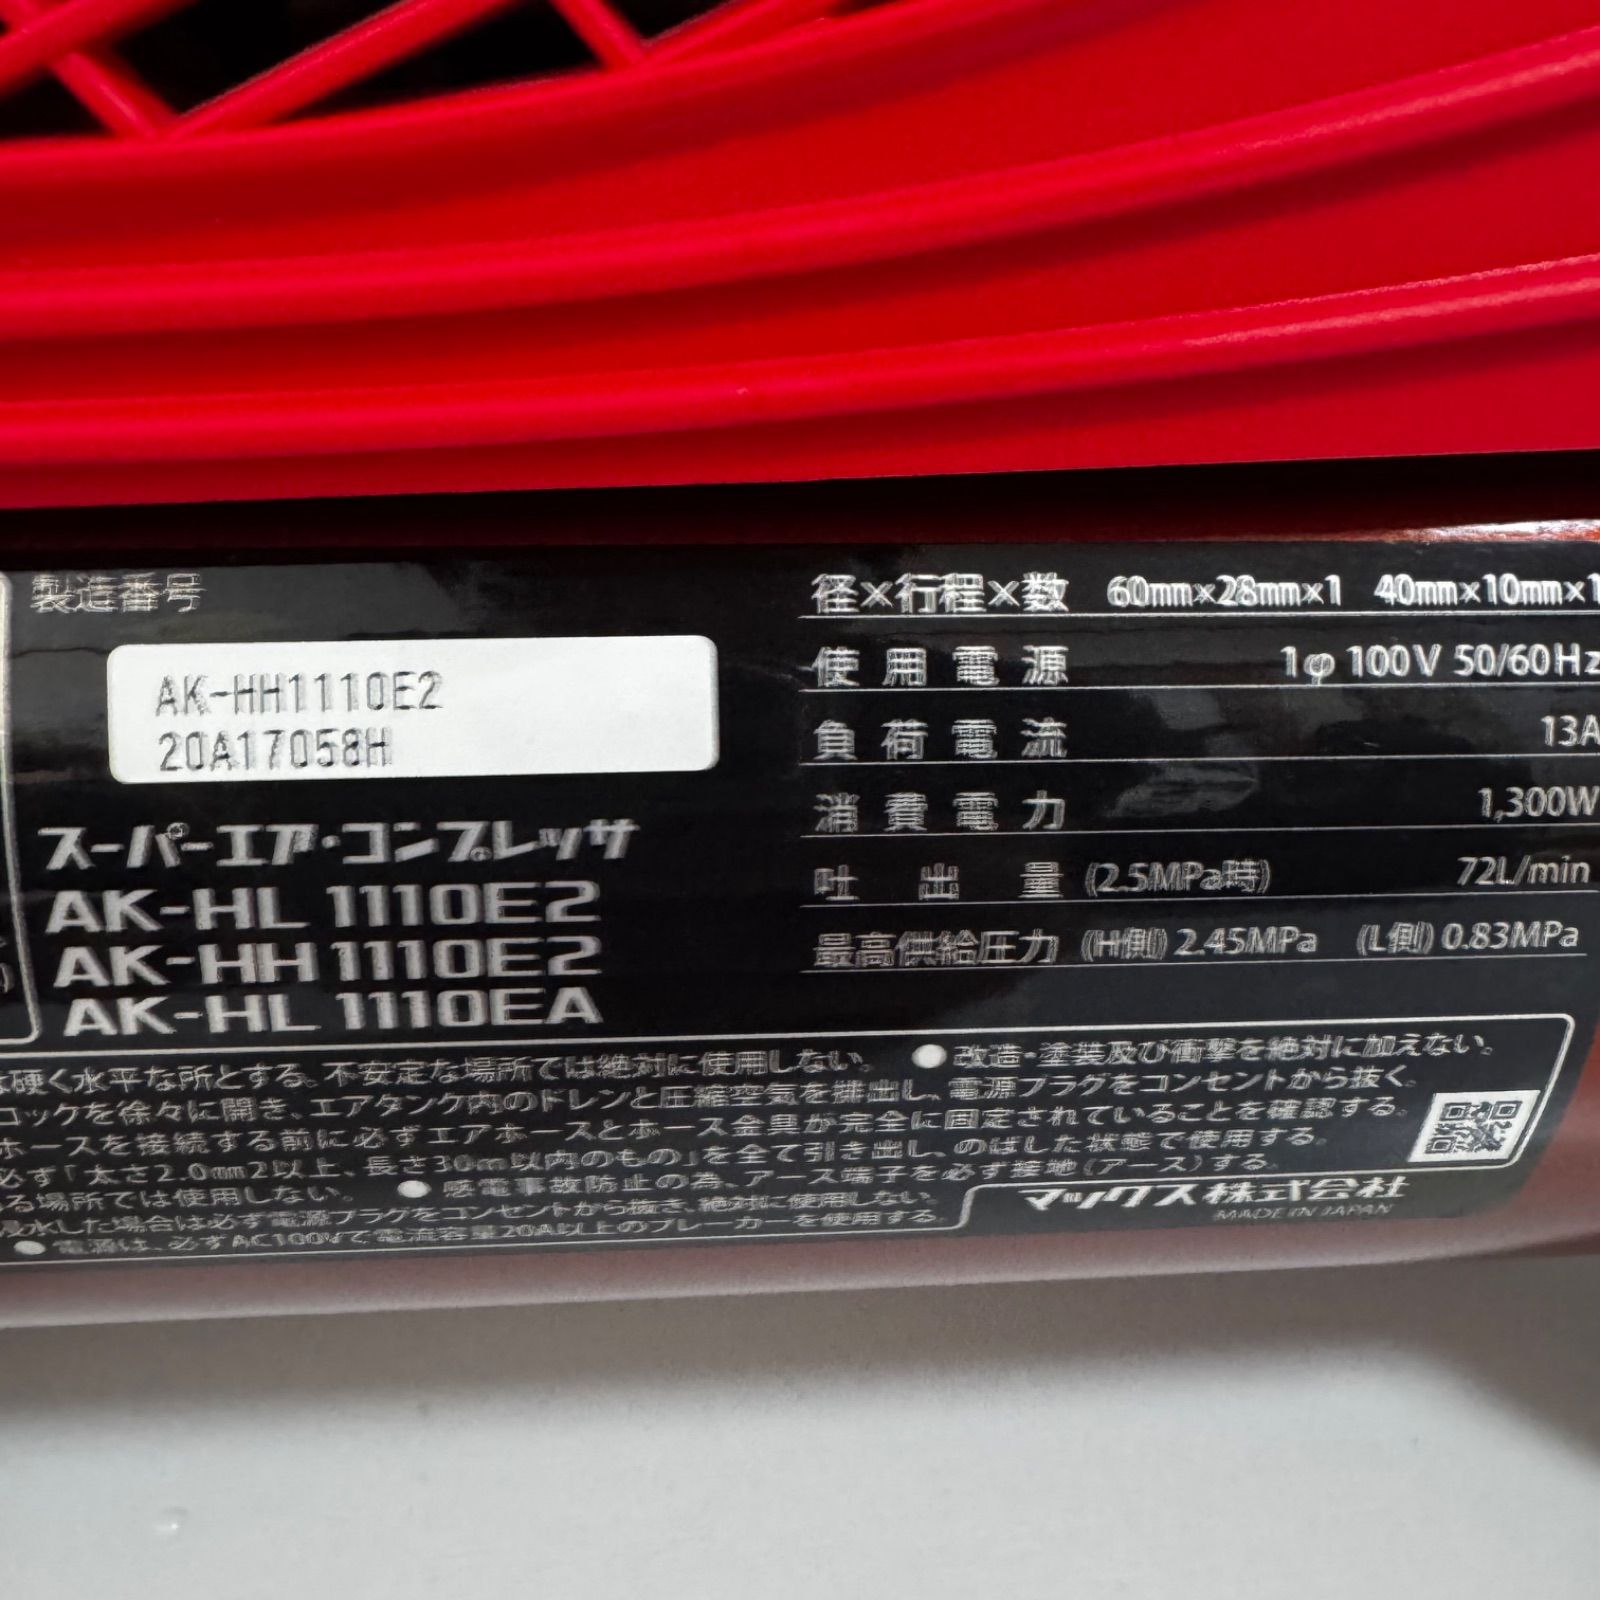 製造番号
AK-HH1110E2
20A17058H
スーパーエア・コンプレッサ
AK-HL 1110E2
AK-HH 1110E2
AK-HL 1110EA
径×行程×数 60mm×28mm×1 40mm×10mm×1
使用電源 1φ 100V 50/60Hz
負荷電流 13A
消費電力 1,300W
吐出量 (2.5MPa時) 72L/min
最高供給圧力 (H側) 2.45MPa (L側) 0.83MPa
硬く水平な所とする。不安定な場所では絶対に使用しない。 ●改造・塗装及び衝撃を絶対に加えない。
コックを徐々に開き、エアタンク内のドレンと圧縮空気を排出し、電源プラグをコンセントから抜く。
ホースを接続する前に必ずエアホースとホース金具が完全に固定されていることを確認する。
必ず「太さ2.0mm2以上、長さ30m以内のもの」を全て引き出し、のばした状態で使用する。
る場所では使用しない。 ●感電事故防止の為、アース端子を必ず接地(アース)する。
浸水した場合は必ず電源プラグをコンセントから抜き、絶対に使用しない。
●電源は、必ずAC100Vで電流容量20A以上のブレーカーを使用する。
マックス株式会社
MADE IN JAPAN